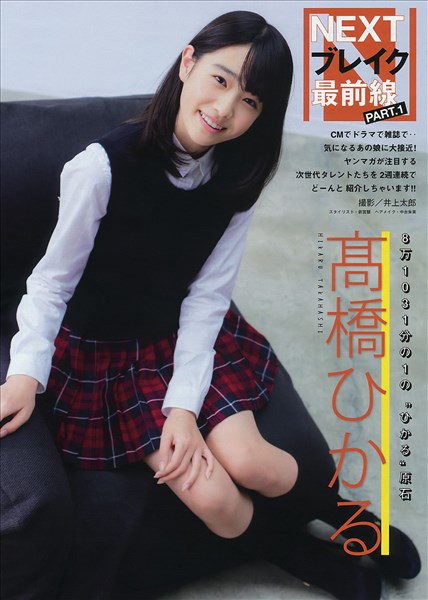 NEXT
ブレイク
最前線
PART.1
CMでドラマで雑誌で‥
気になるあの娘に大接近!
ヤンマガが注目する
次世代タレントたちを2週連続で
どーんと紹介しちゃいます!!
撮影/井上太郎
髙橋ひかる
HIKARU TAKAHASHI
8万1031分の1の〝ひかる〟原石